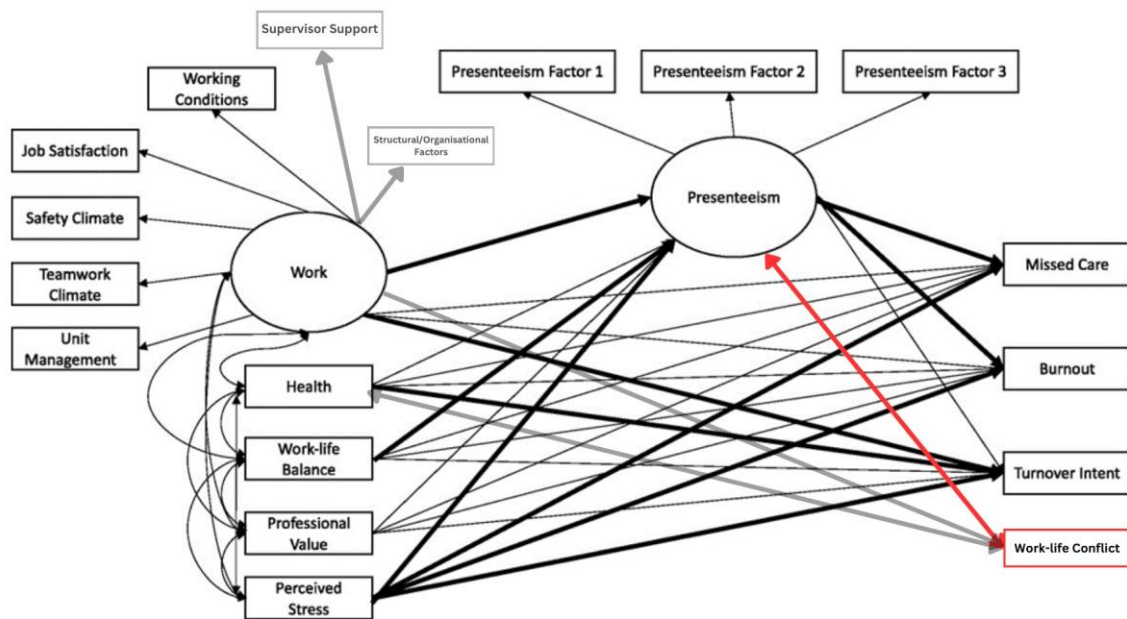 Supervisor Support
Presenteeism Factor 1
Presenteeism Factor 2
Presenteeism Factor 3
Working
Conditions
Structural/Organisational
Factors
Job Satisfaction
Safety Climate
Teamwork
Climate
Unit
Management
Work
Presenteeism
Health
Work-life
Balance
Professional
Value
Perceived
Stress
Missed Care
Burnout
Turnover Intent
Work-life Conflict